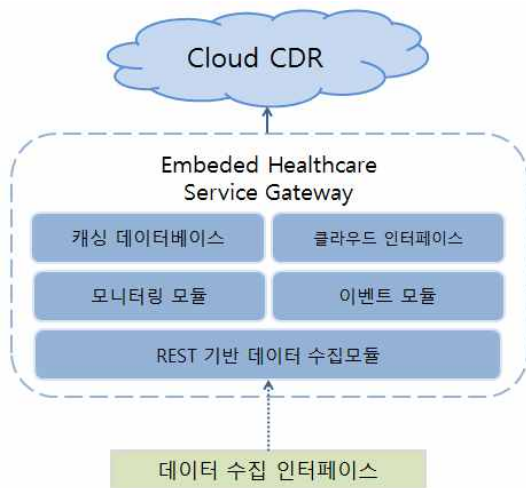 Cloud CDR
Embeded Healthcare
Service Gateway
캐싱 데이터베이스
클라우드 인터페이스
모니터링 모듈
이벤트 모듈
REST 기반 데이터 수집모듈
데이터 수집 인터페이스